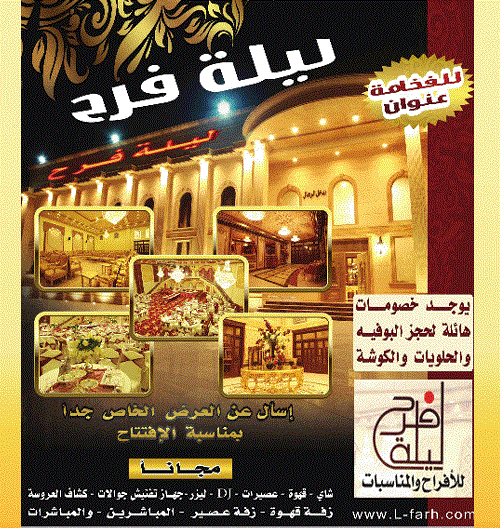 ليلة فرح
للفخامة
عنوان
ليلة فرح
مدخل الرجال
يوجد خصومات
هائلة لحجز البوفيه
والحلويات والكوشة
ليلة فرح
للأفراح والمناسبات
إسأل عن العرض الخاص جداً
بمناسبة الإفتتاح
مجاناً
شاي - قهوة - عصيرات - DJ - ليزر - جهاز تفتيش جوالات - كشاف العروسة
زفة قهوة - زفة عصير - المباشرين - والمباشرات
www.L-farh.com